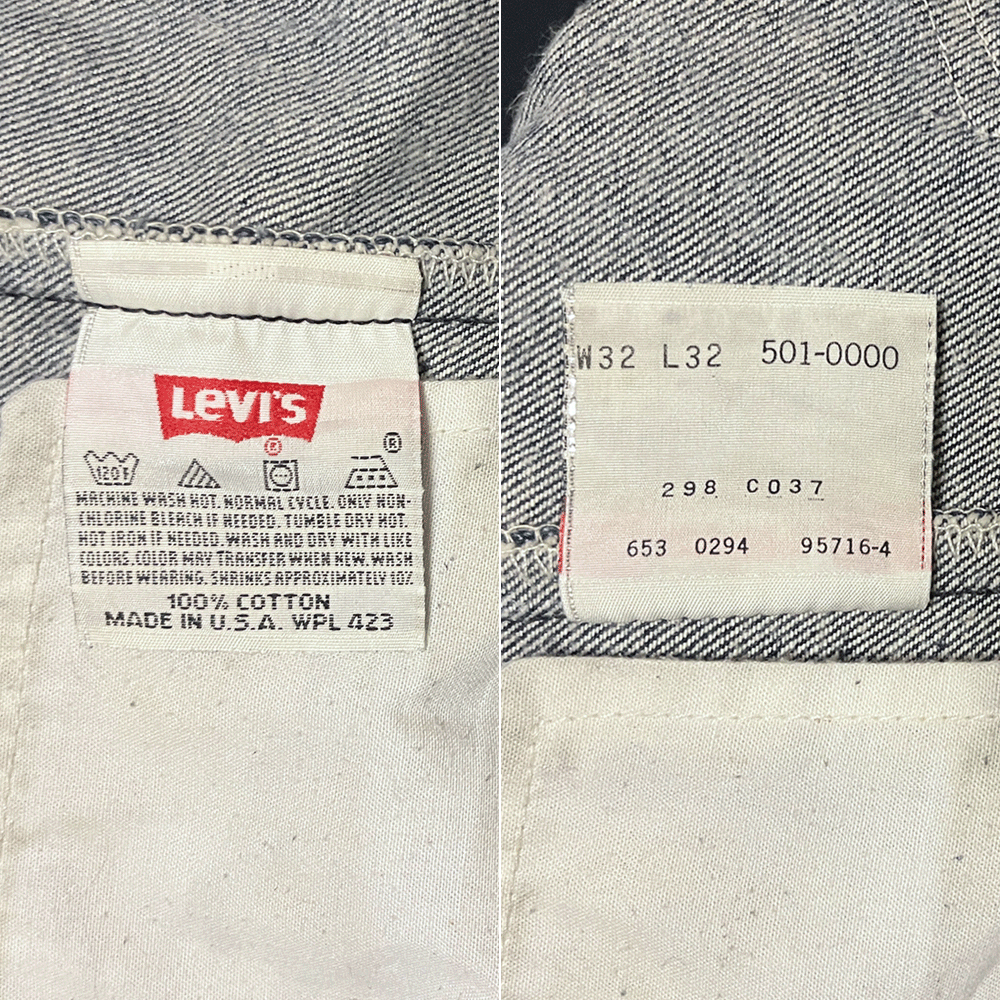 Levi's
®
®
120°F
MACHINE WASH HOT. NORMAL CYCLE. ONLY NON-
CHLORINE BLEACH IF NEEDED. TUMBLE DRY HOT.
HOT IRON IF NEEDED. WASH AND DRY WITH LIKE
COLORS. COLOR MAY TRANSFER WHEN NEW. WASH
BEFORE WEARING. SHRINKS APPROXIMATELY 10%
100% COTTON
MADE IN U.S.A. WPL 423
W32 L32 501-0000
298 C037
653 0294 95716-4